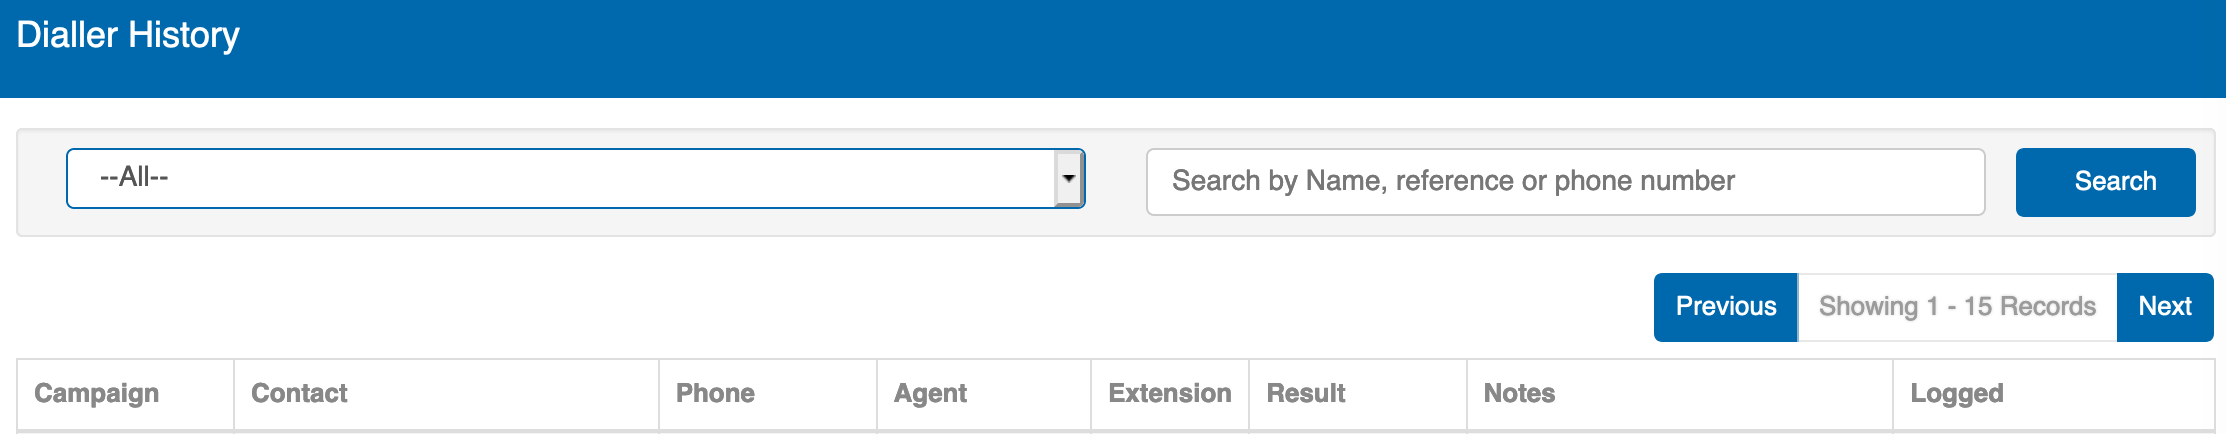 Dialler History
--All--
Search by Name, reference or phone number
Search
Previous
Showing 1 - 15 Records
Next
Campaign
Contact
Phone
Agent
Extension
Result
Notes
Logged